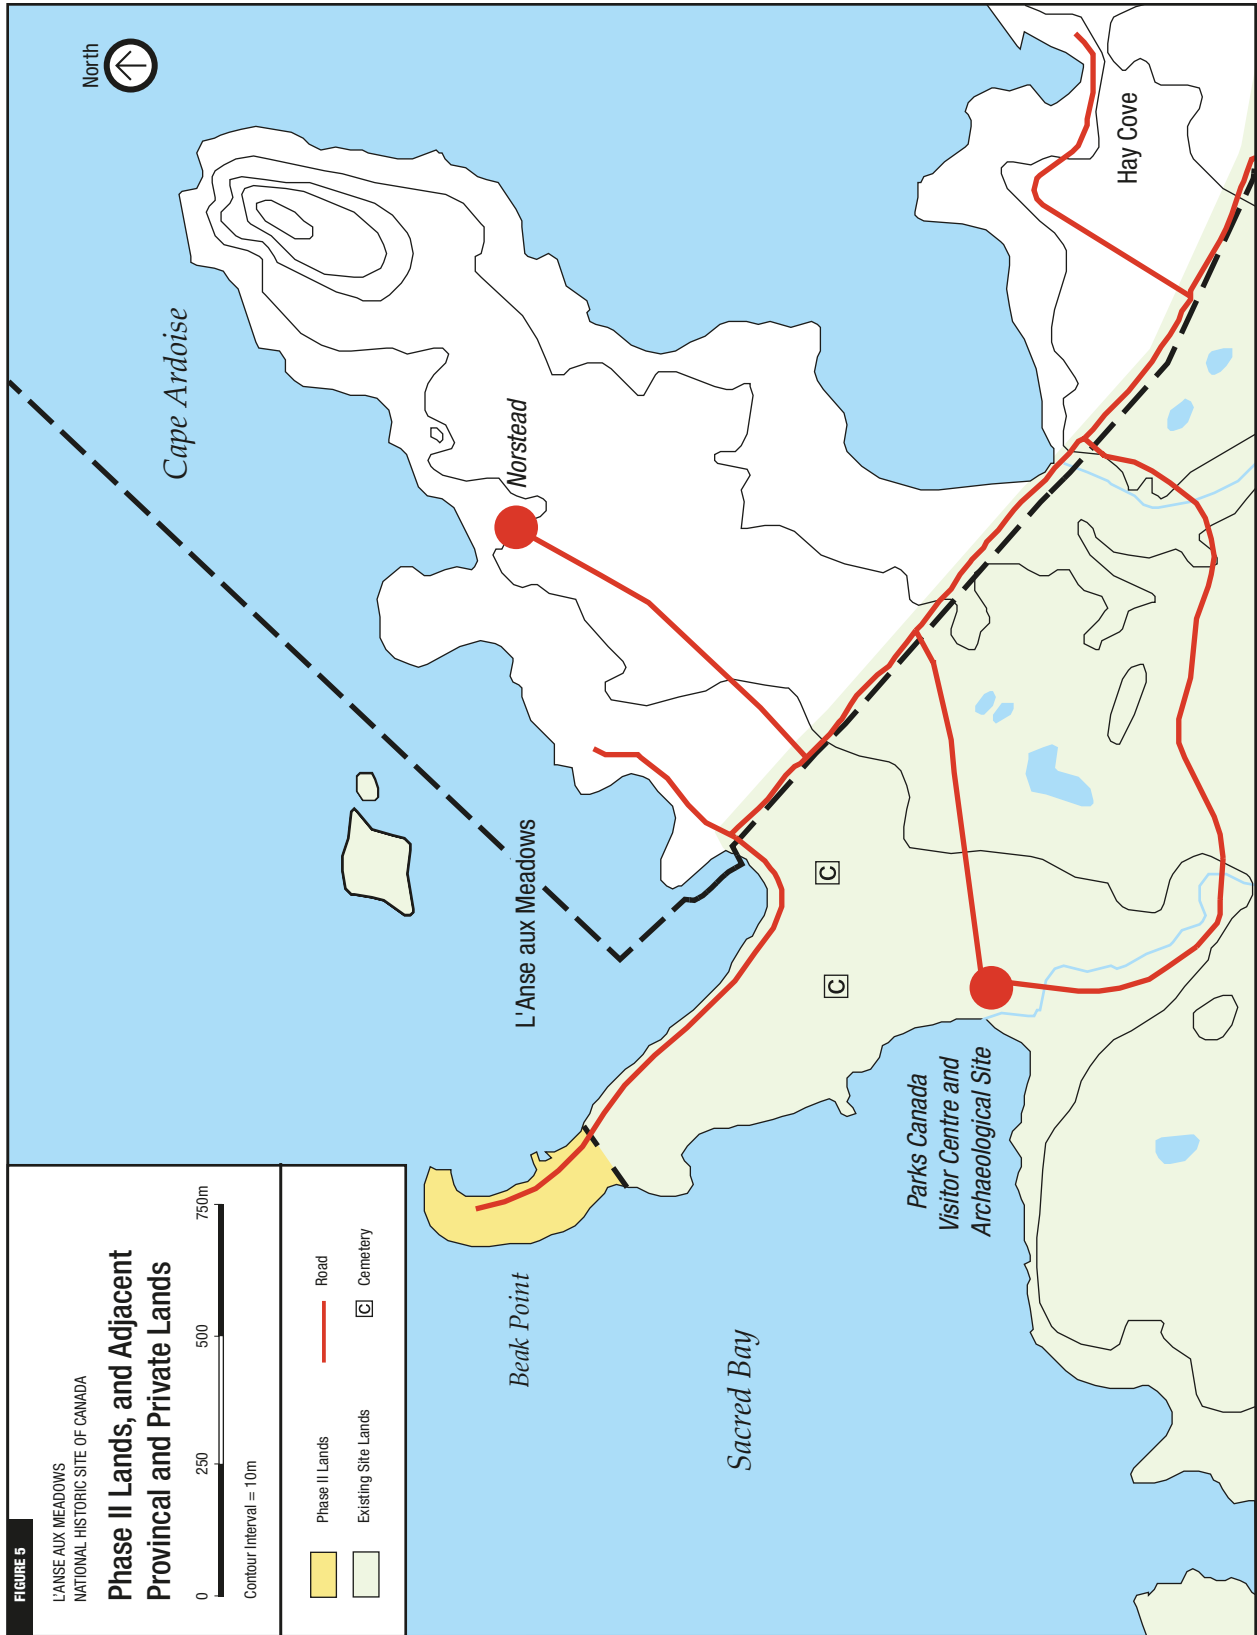 FIGURE 5
L'ANSE AUX MEADOWS
NATIONAL HISTORIC SITE OF CANADA
Phase II Lands, and Adjacent
Provincal and Private Lands
0 250 500 750m
Contour Interval = 10m
Phase II Lands
Road
Existing Site Lands
C Cemetery
North
Cape Ardoise
Hay Cove
Norstead
L'Anse aux Meadows
Beak Point
Sacred Bay
C
C
Parks Canada
Visitor Centre and
Archaeological Site